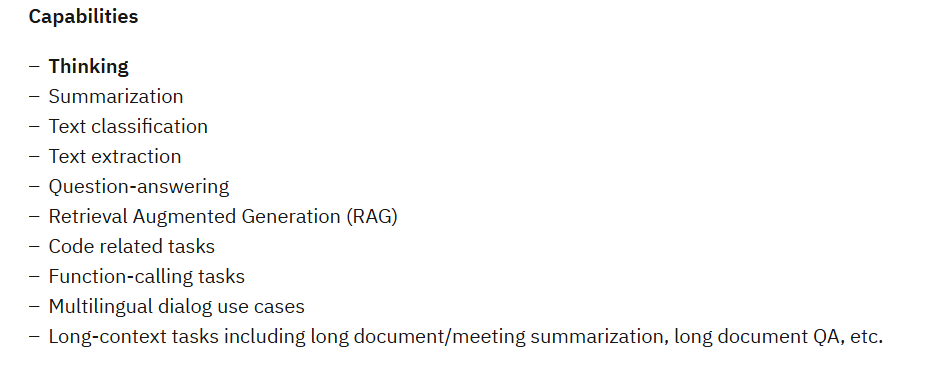 Capabilities
– Thinking
– Summarization
– Text classification
– Text extraction
– Question-answering
– Retrieval Augmented Generation (RAG)
– Code related tasks
– Function-calling tasks
– Multilingual dialog use cases
– Long-context tasks including long document/meeting summarization, long document QA, etc.